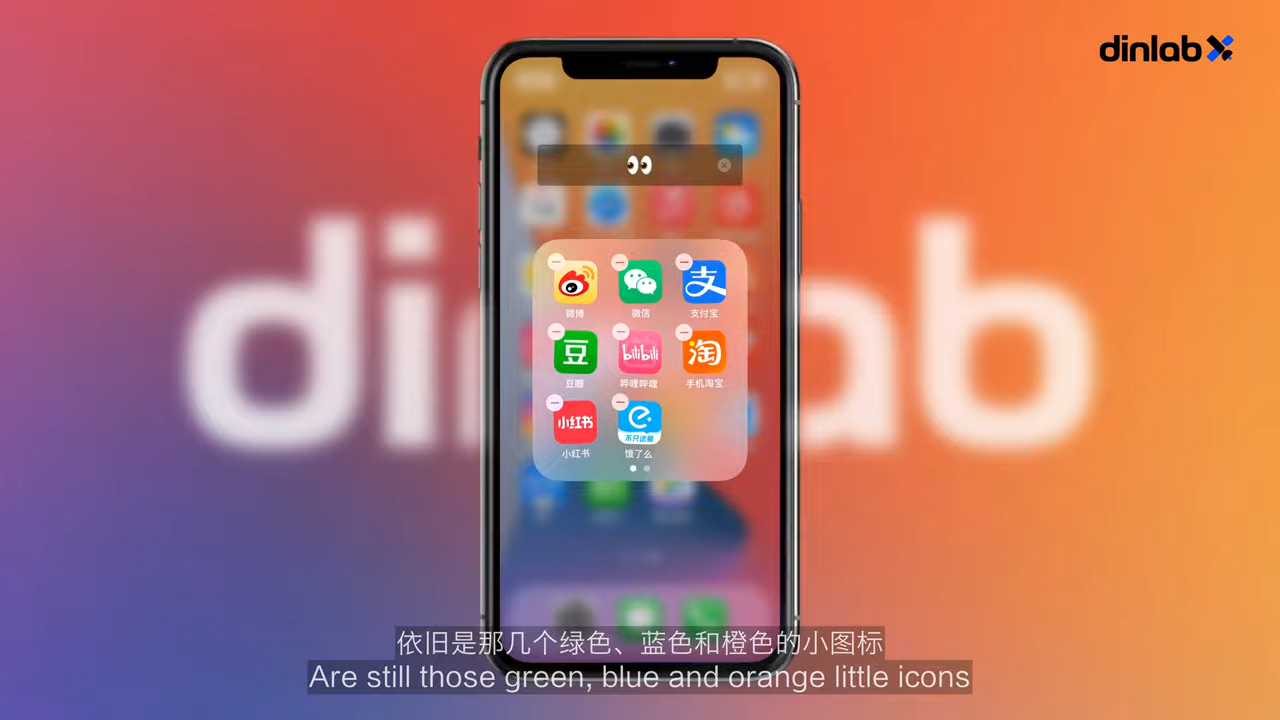 dinlab
dinlab
微博
微信
支付宝
支
豆
bilibili
淘
豆瓣
哔哩哔哩
手机淘宝
小红书
不只送餐
小红书
饿了么
依旧是那几个绿色、蓝色和橙色的小图标
Are still those green, blue and orange little icons